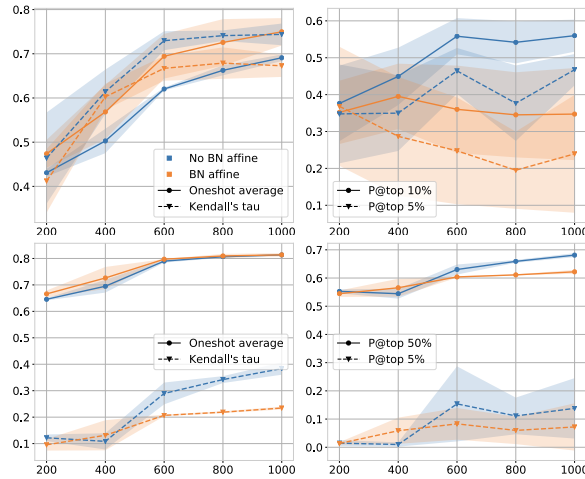 0.8
0.7
0.6
0.5
0.4
200 400 600 800 1000
No BN affine
BN affine
Oneshot average
Kendall's tau
0.6
0.5
0.4
0.3
0.2
0.1
200 400 600 800 1000
P@top 10%
P@top 5%
0.8
0.7
0.6
0.5
0.4
0.3
0.2
0.1
200 400 600 800 1000
Oneshot average
Kendall's tau
0.7
0.6
0.5
0.4
0.3
0.2
0.1
0.0
200 400 600 800 1000
P@top 50%
P@top 5%